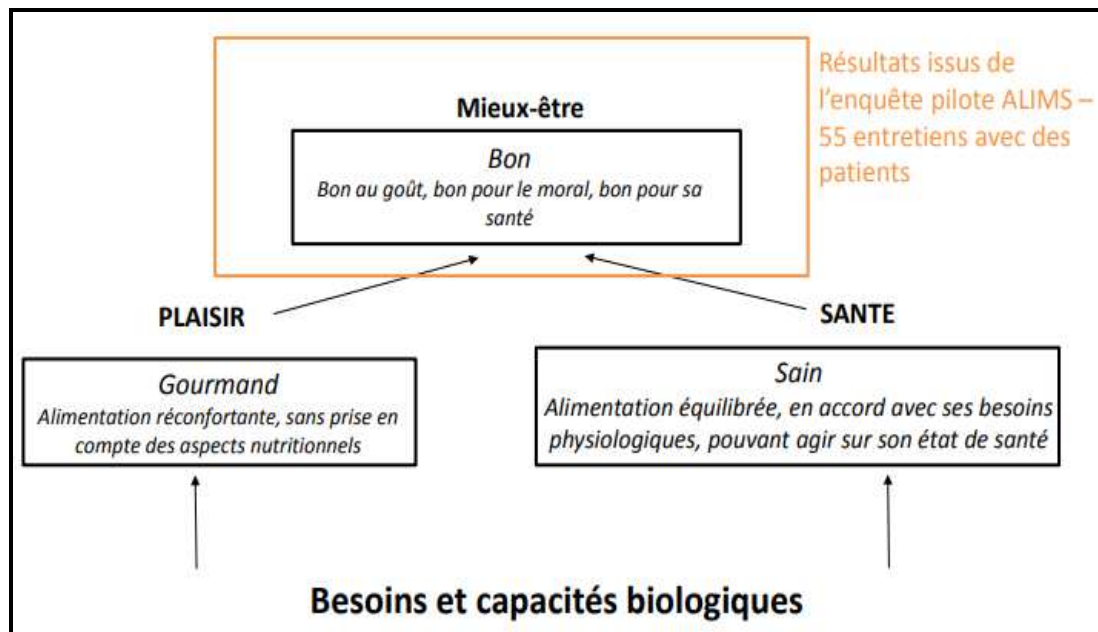 Résultats issus de
l'enquête pilote ALIMS –
55 entretiens avec des
patients
Mieux-être
Bon
Bon au goût, bon pour le moral, bon pour sa
santé
PLAISIR
SANTE
Gourmand
Alimentation réconfortante, sans prise en
compte des aspects nutritionnels
Sain
Alimentation équilibrée, en accord avec ses besoins
physiologiques, pouvant agir sur son état de santé
Besoins et capacités biologiques